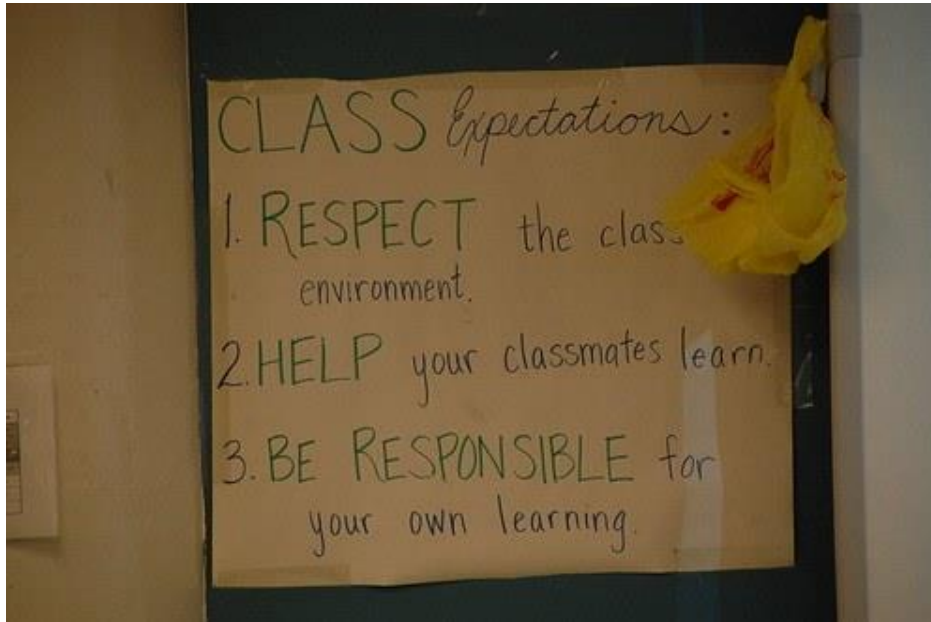 CLASS Expectations:
1. RESPECT the
environment.
2. HELP your classmates learn.
3. BE RESPONSIBLE for
your own learning.